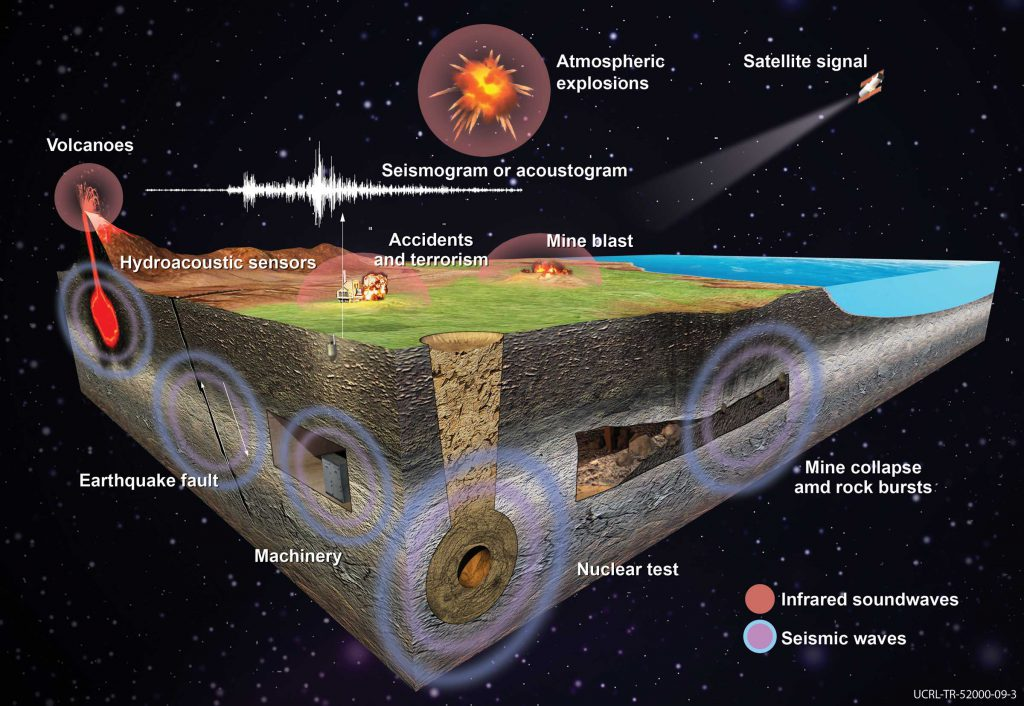 Atmospheric
explosions
Satellite signal
Volcanoes
Seismogram or acoustogram
Accidents
and terrorism
Mine blast
Hydroacoustic sensors
Earthquake fault
Mine collapse
amd rock bursts
Machinery
Nuclear test
Infrared soundwaves
Seismic waves
UCRL-TR-52000-09-3